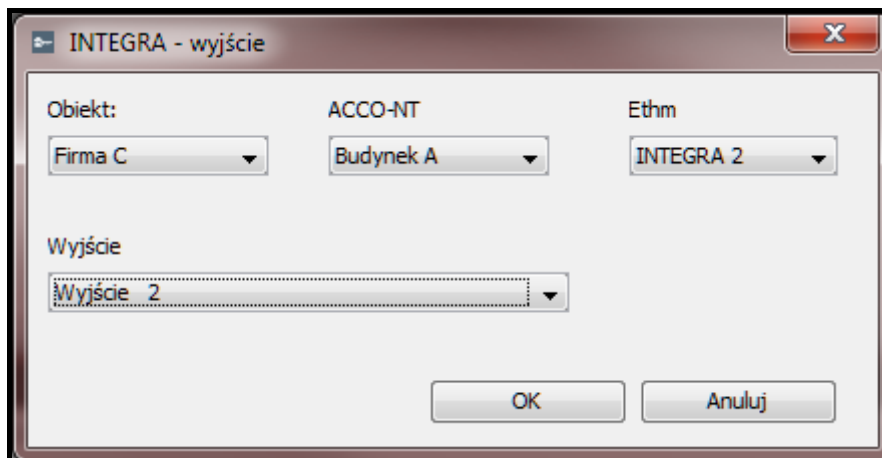 INTEGRA - wyjście
Obiekt: ACCO-NT Ethm
Firma C Budynek A INTEGRA 2
Wyjście
Wyjście 2
OK Anuluj